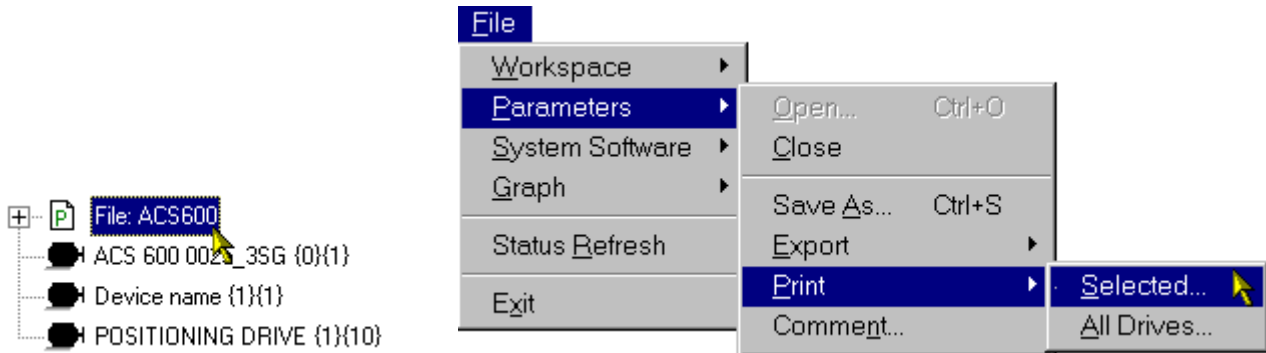 File: ACS600
ACS 600 002_3SG {0}{1}
Device name {1}{1}
POSITIONING DRIVE {1}{10}
File
Workspace
Parameters
System Software
Graph
Status Refresh
Exit
Open... Ctrl+O
Close
Save As... Ctrl+S
Export
Print
Comment...
Selected...
All Drives...
P